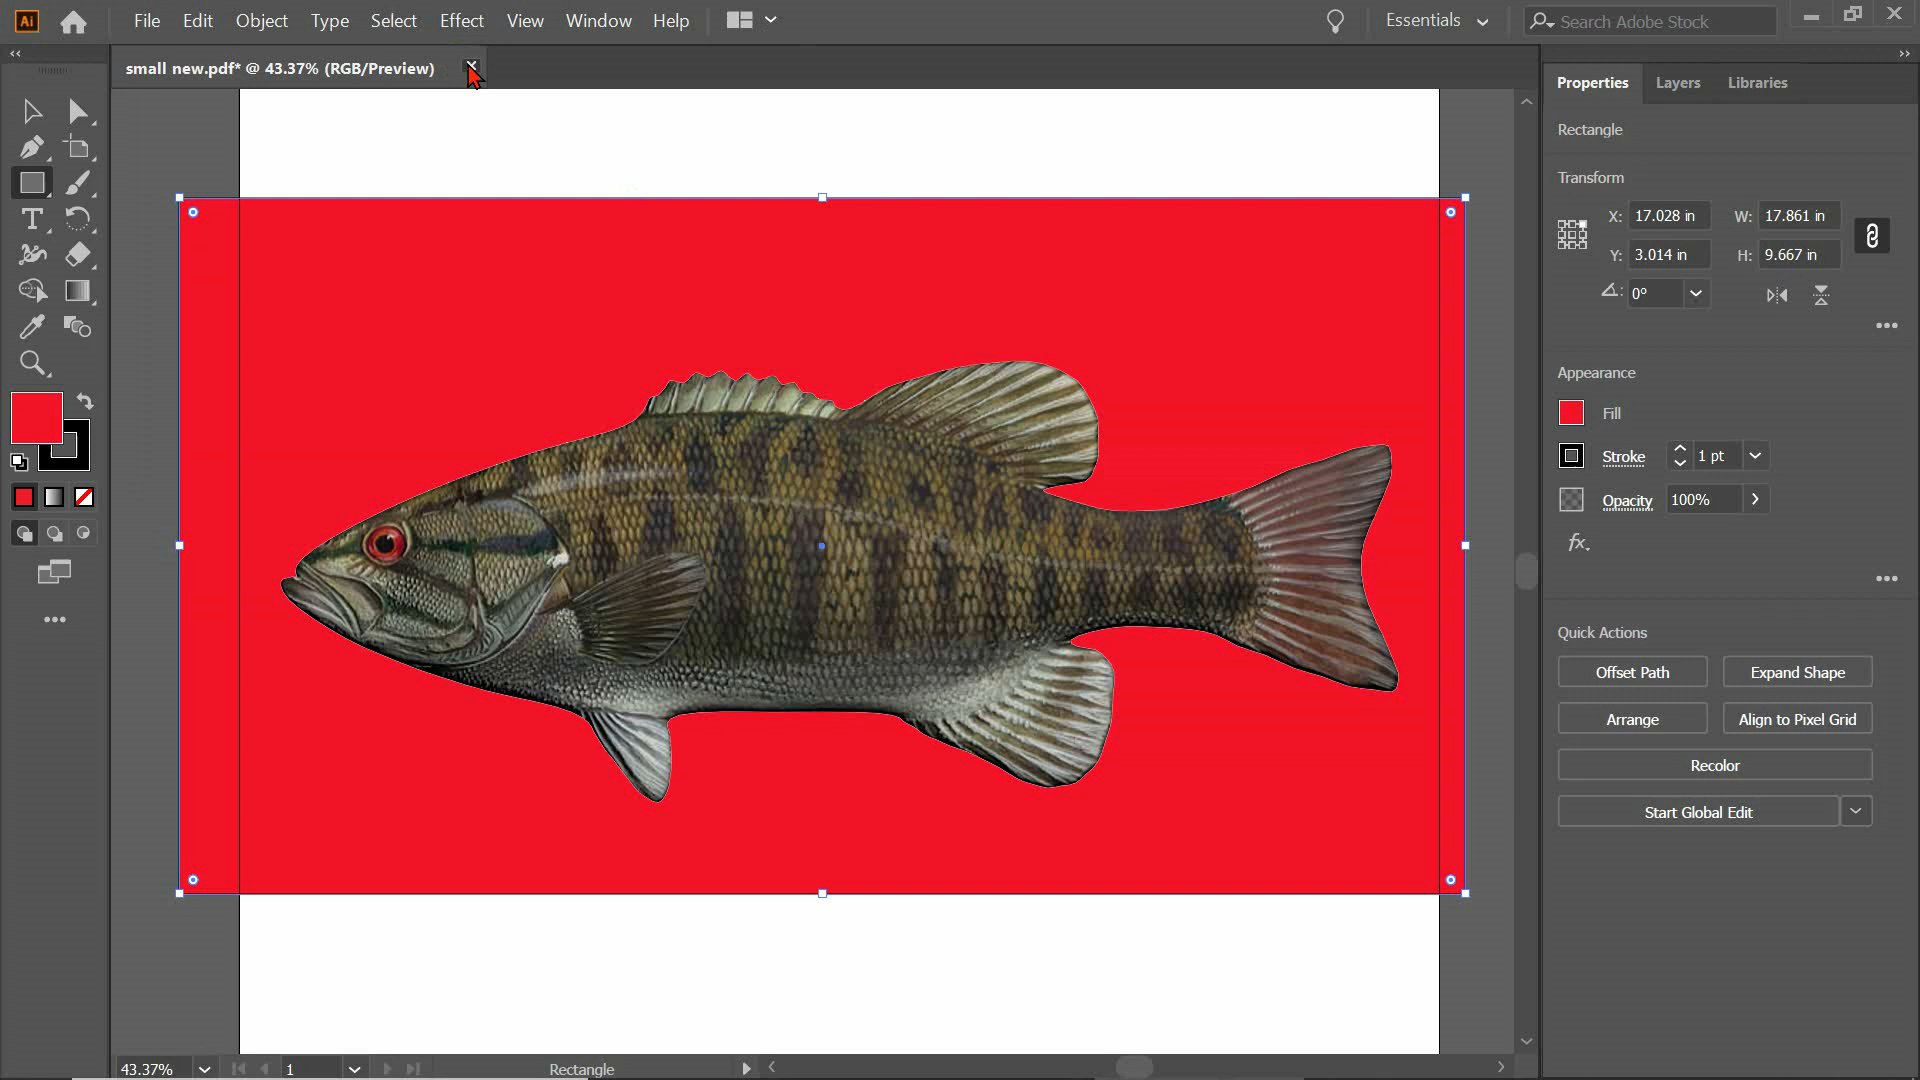 Ai File Edit Object Type Select Effect View Window Help Essentials Search Adobe Stock
small new.pdf* @ 43.37% (RGB/Preview)
Properties Layers Libraries
Rectangle
Transform
X: 17.028 in W: 17.861 in
Y: 3.014 in H: 9.667 in
0°
Appearance
Fill
Stroke 1 pt
Opacity 100%
fx.
Quick Actions
Offset Path Expand Shape
Arrange Align to Pixel Grid
Recolor
Start Global Edit
43.37% 1 Rectangle